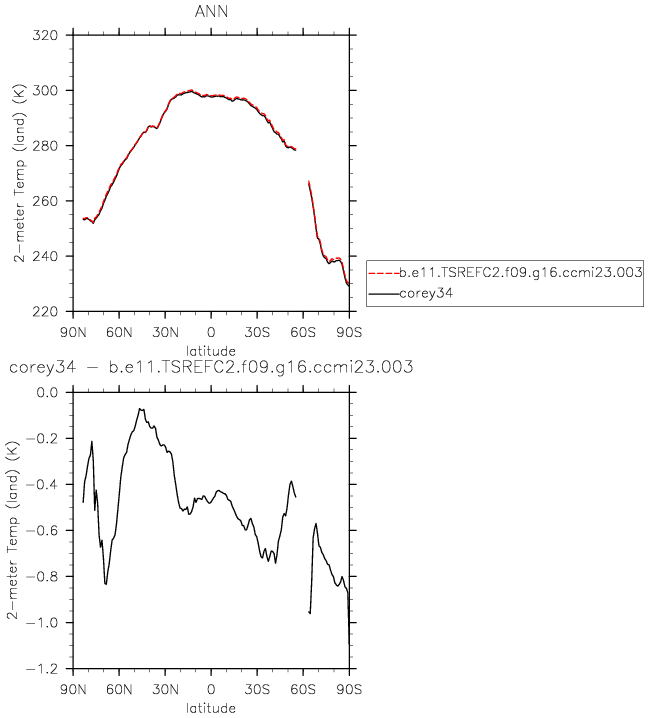 ANN
320
300
280
260
240
220
2-meter Temp (land) (K)
90N 60N 30N 0 30S 60S 90S
latitude
b.e11.TSREFC2.f09.g16.ccmi23.003
corey34
corey34 - b.e11.TSREFC2.f09.g16.ccmi23.003
0.0
-0.2
-0.4
-0.6
-0.8
-1.0
-1.2
2-meter Temp (land) (K)
90N 60N 30N 0 30S 60S 90S
latitude